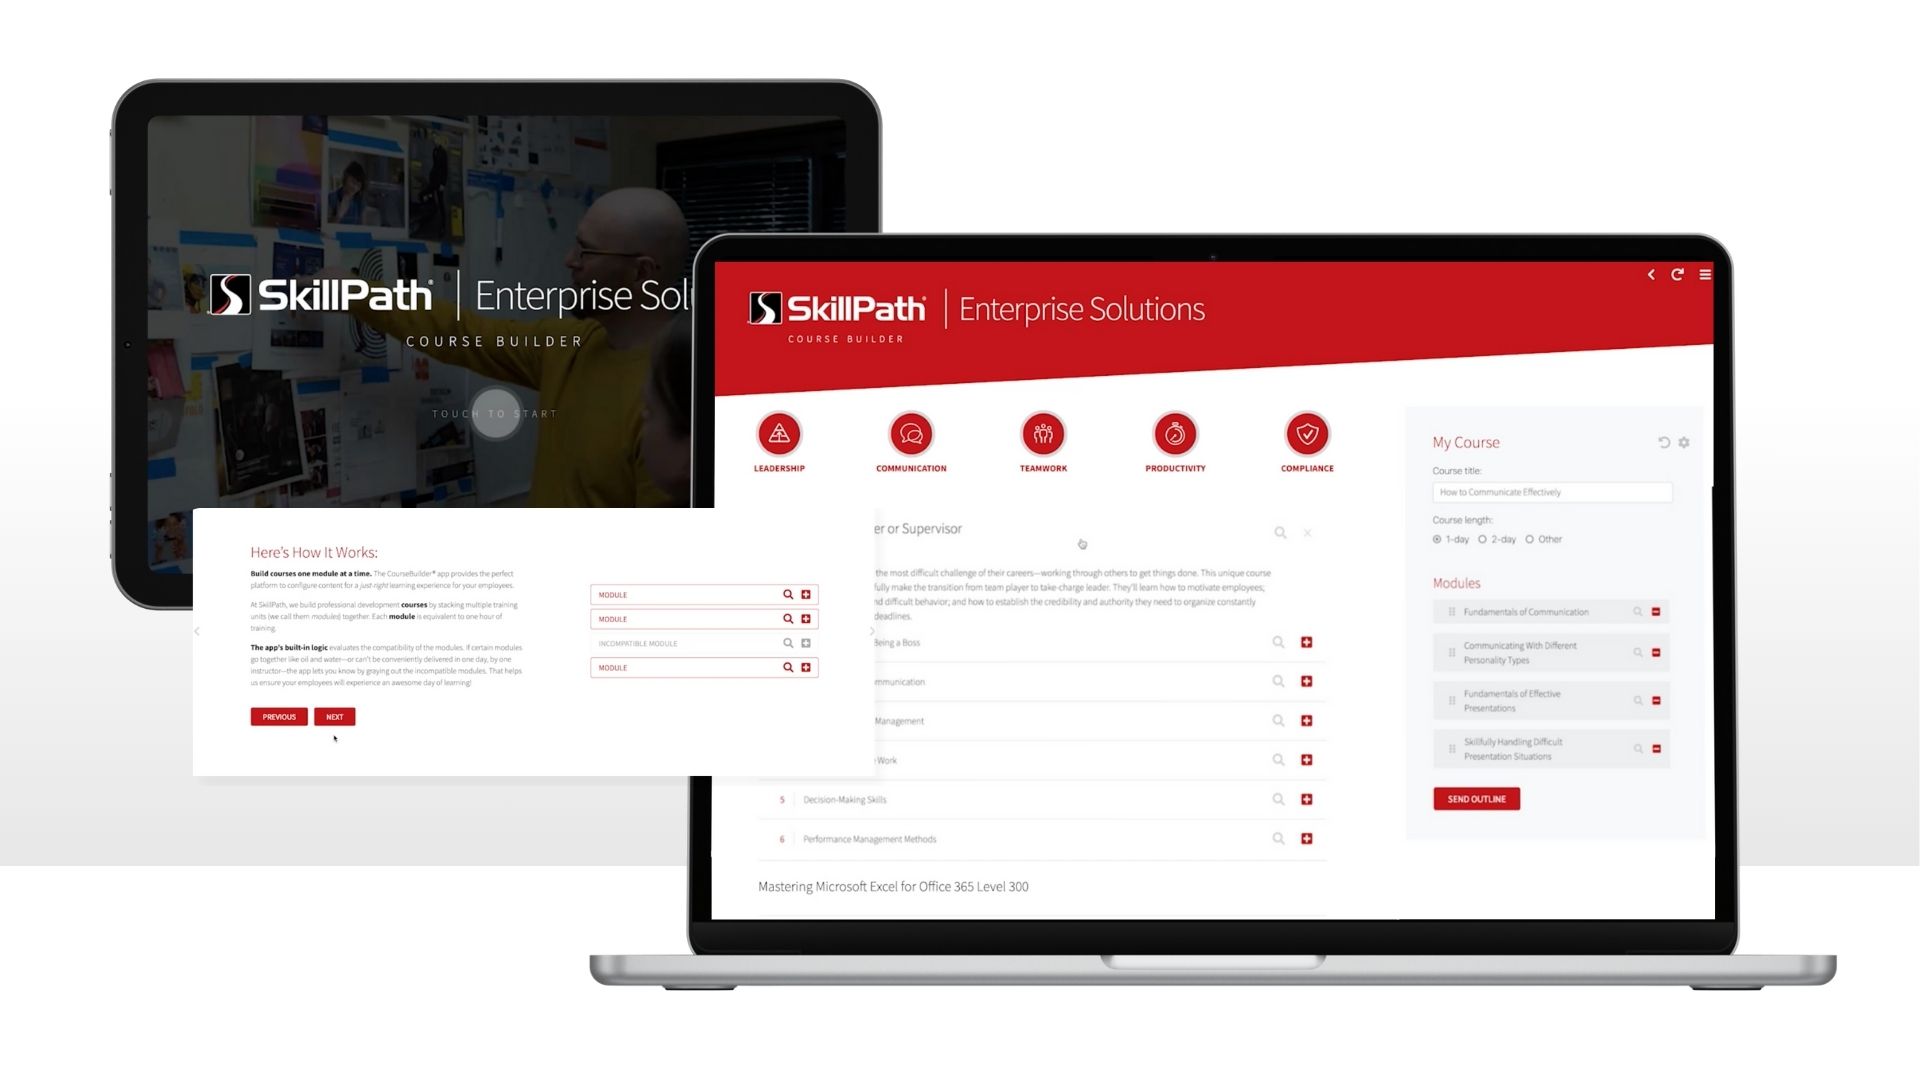 SkillPath® | Enterprise Sol
COURSE BUILDER
TOUCH TO START
SkillPath® | Enterprise Solutions
COURSE BUILDER
LEADERSHIP
COMMUNICATION
TEAMWORK
PRODUCTIVITY
COMPLIANCE
er or Supervisor
the most difficult challenge of their careers—working through others to get things done. This unique course
fully make the transition from team player to take-charge leader. They'll learn how to motivate employees;
nd difficult behavior; and how to establish the credibility and authority they need to organize constantly
deadlines.
Being a Boss
mmunication
Management
Work
5 Decision-Making Skills
6 Performance Management Methods
Mastering Microsoft Excel for Office 365 Level 300
My Course
Course title:
How to Communicate Effectively
Course length:
1-day 2-day Other
Modules
Fundamentals of Communication
Communicating With Different
Personality Types
Fundamentals of Effective
Presentations
Skillfully Handling Difficult
Presentation Situations
SEND OUTLINE
Here's How It Works:
Build courses one module at a time. The CourseBuilder® app provides the perfect
platform to configure content for a just-right learning experience for your employees.
At SkillPath, we build professional development courses by stacking multiple training
units (we call them modules) together. Each module is equivalent to one hour of
training.
The app's built-in logic evaluates the compatibility of the modules. If certain modules
go together like oil and water—or can't be conveniently delivered in one day, by one
instructor—the app lets you know by graying out the incompatible modules. That helps
us ensure your employees will experience an awesome day of learning!
PREVIOUS
NEXT
MODULE
MODULE
INCOMPATIBLE MODULE
MODULE